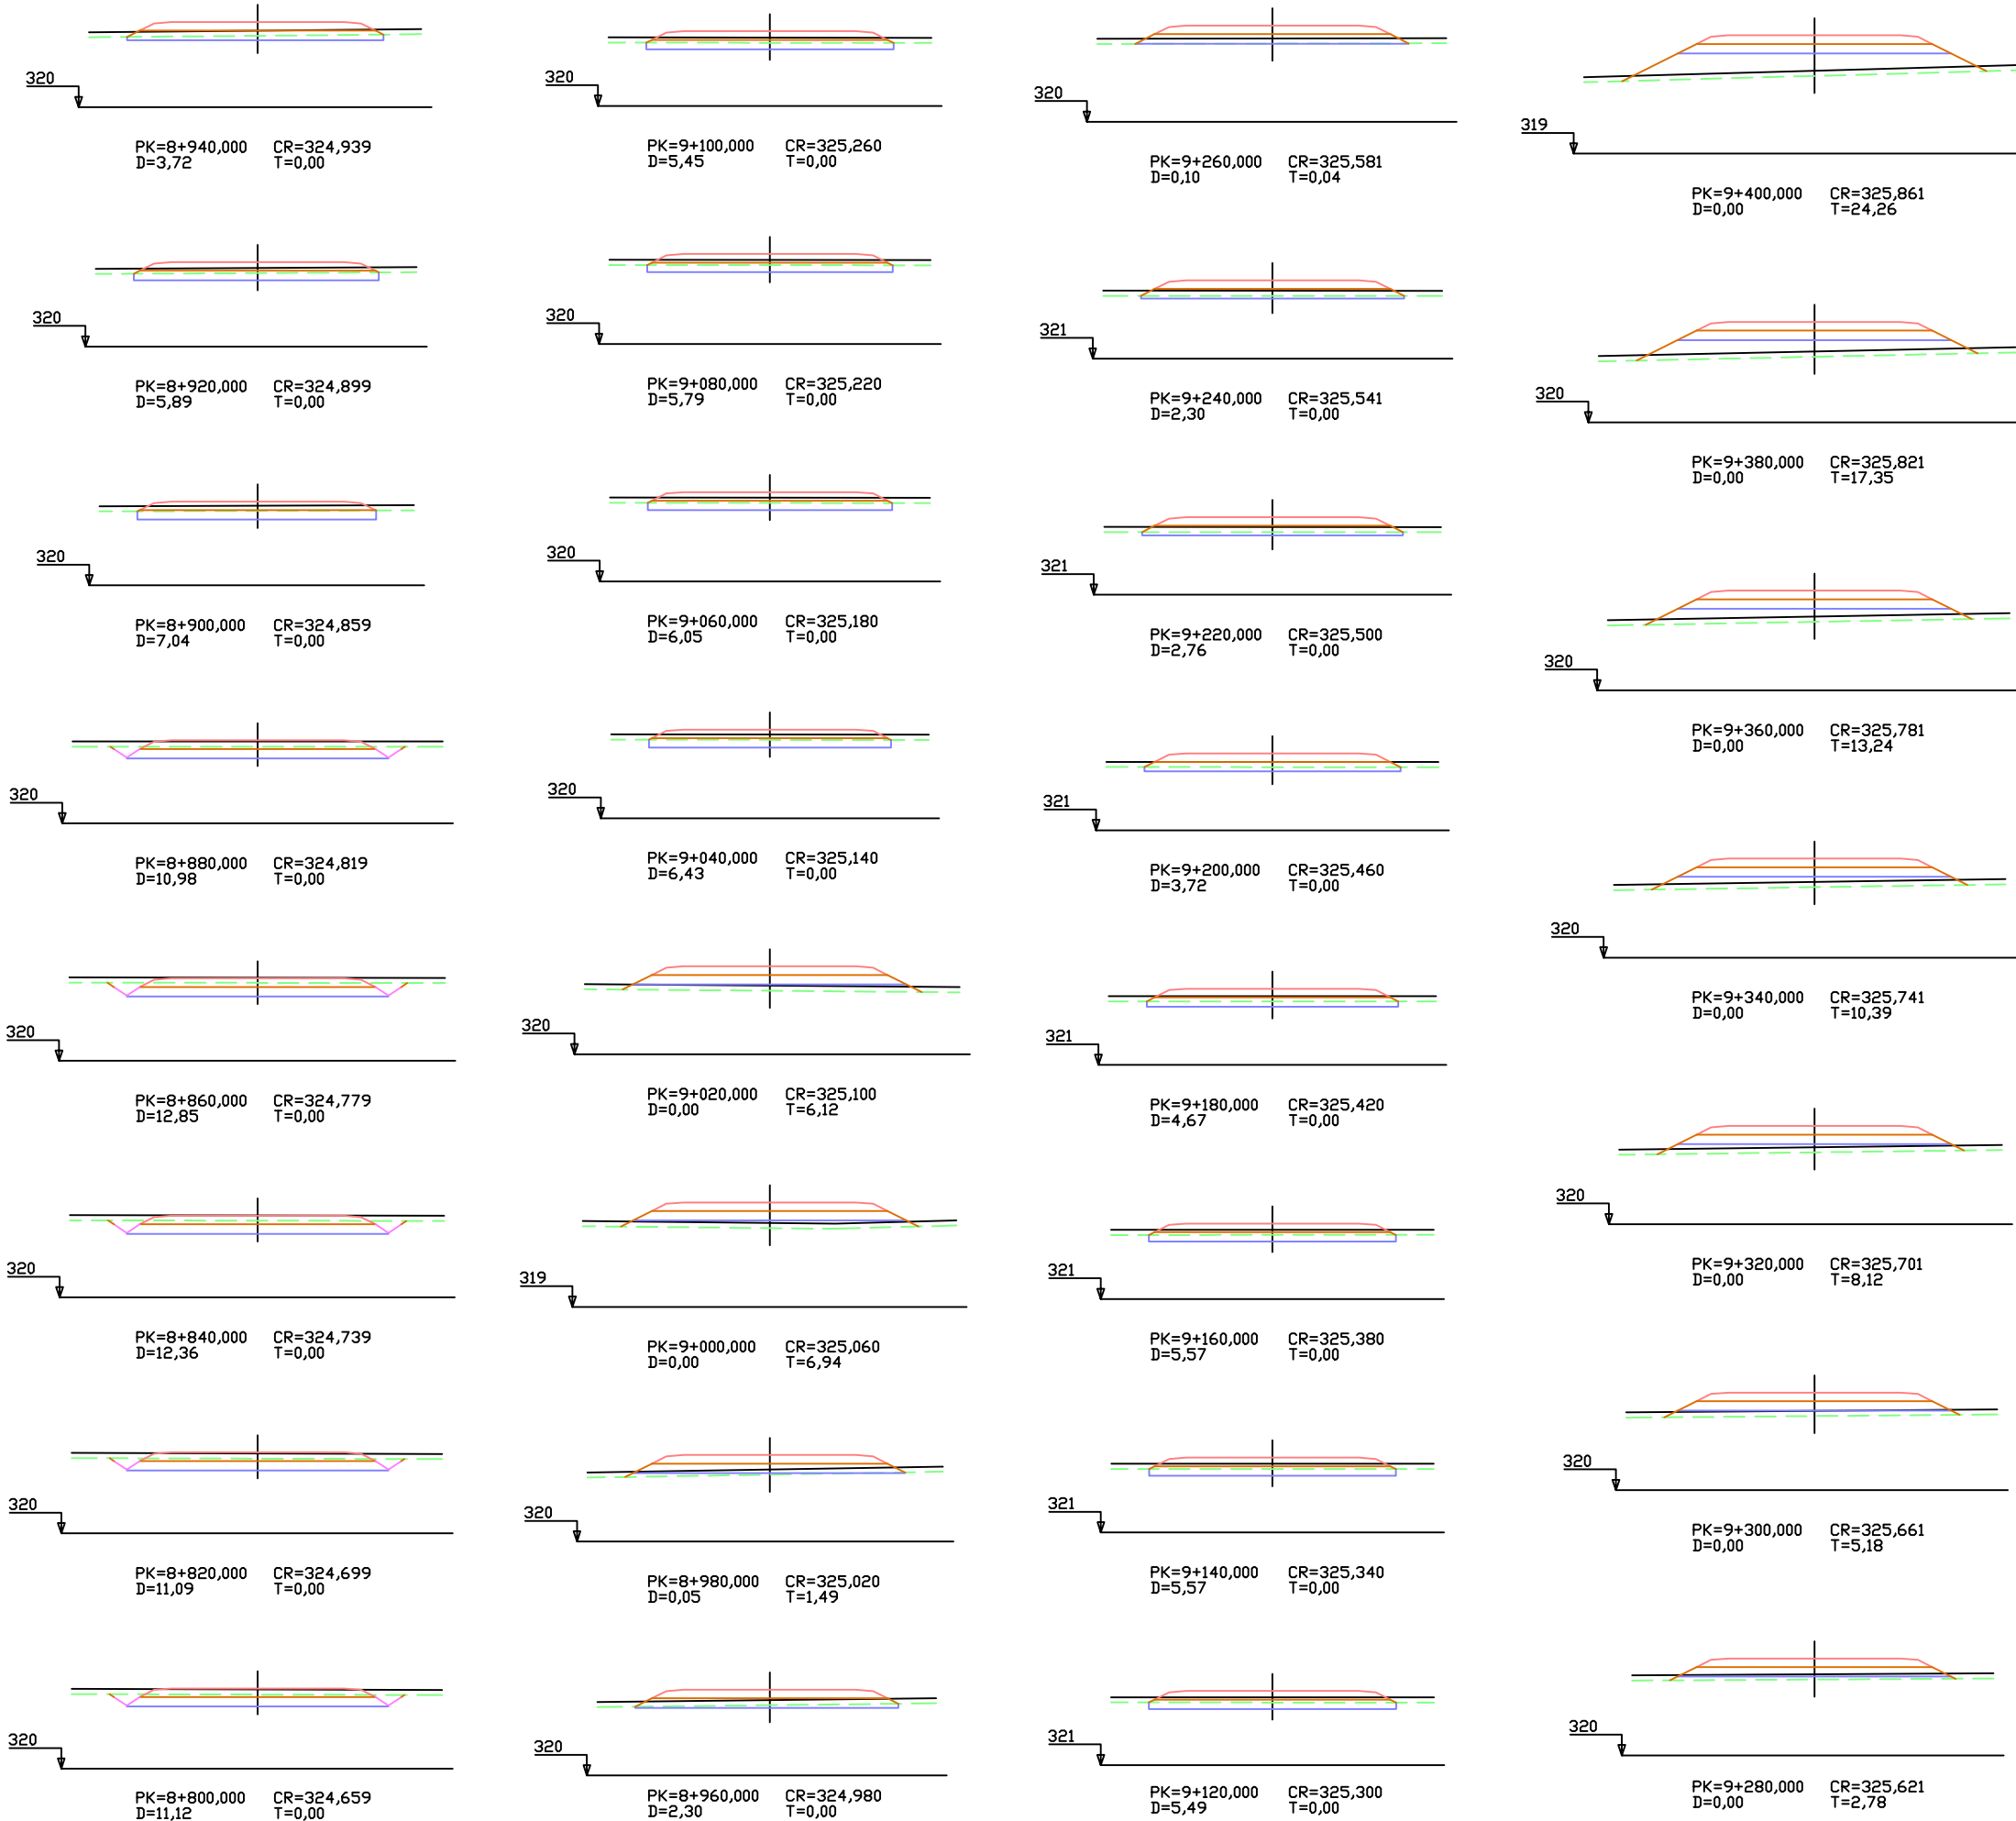 320
PK=8+940,000 CR=324,939
D=3,72 T=0,00
320
PK=8+920,000 CR=324,899
D=5,89 T=0,00
320
PK=8+900,000 CR=324,859
D=7,04 T=0,00
320
PK=8+880,000 CR=324,819
D=10,98 T=0,00
320
PK=8+860,000 CR=324,779
D=12,85 T=0,00
320
PK=8+840,000 CR=324,739
D=12,36 T=0,00
320
PK=8+820,000 CR=324,699
D=11,09 T=0,00
320
PK=8+800,000 CR=324,659
D=11,12 T=0,00
320
PK=9+100,000 CR=325,260
D=5,45 T=0,00
320
PK=9+080,000 CR=325,220
D=5,79 T=0,00
320
PK=9+060,000 CR=325,180
D=6,05 T=0,00
320
PK=9+040,000 CR=325,140
D=6,43 T=0,00
320
PK=9+020,000 CR=325,100
D=0,00 T=6,12
319
PK=9+000,000 CR=325,060
D=0,00 T=6,94
320
PK=8+980,000 CR=325,020
D=0,05 T=1,49
320
PK=8+960,000 CR=324,980
D=2,30 T=0,00
320
PK=9+260,000 CR=325,581
D=0,10 T=0,04
321
PK=9+240,000 CR=325,541
D=2,30 T=0,00
321
PK=9+220,000 CR=325,500
D=2,76 T=0,00
321
PK=9+200,000 CR=325,460
D=3,72 T=0,00
321
PK=9+180,000 CR=325,420
D=4,67 T=0,00
321
PK=9+160,000 CR=325,380
D=5,57 T=0,00
321
PK=9+140,000 CR=325,340
D=5,57 T=0,00
321
PK=9+120,000 CR=325,300
D=5,49 T=0,00
319
PK=9+400,000 CR=325,861
D=0,00 T=24,26
320
PK=9+380,000 CR=325,821
D=0,00 T=17,35
320
PK=9+360,000 CR=325,781
D=0,00 T=13,24
320
PK=9+340,000 CR=325,741
D=0,00 T=10,39
320
PK=9+320,000 CR=325,701
D=0,00 T=8,12
320
PK=9+300,000 CR=325,661
D=0,00 T=5,18
320
PK=9+280,000 CR=325,621
D=0,00 T=2,78